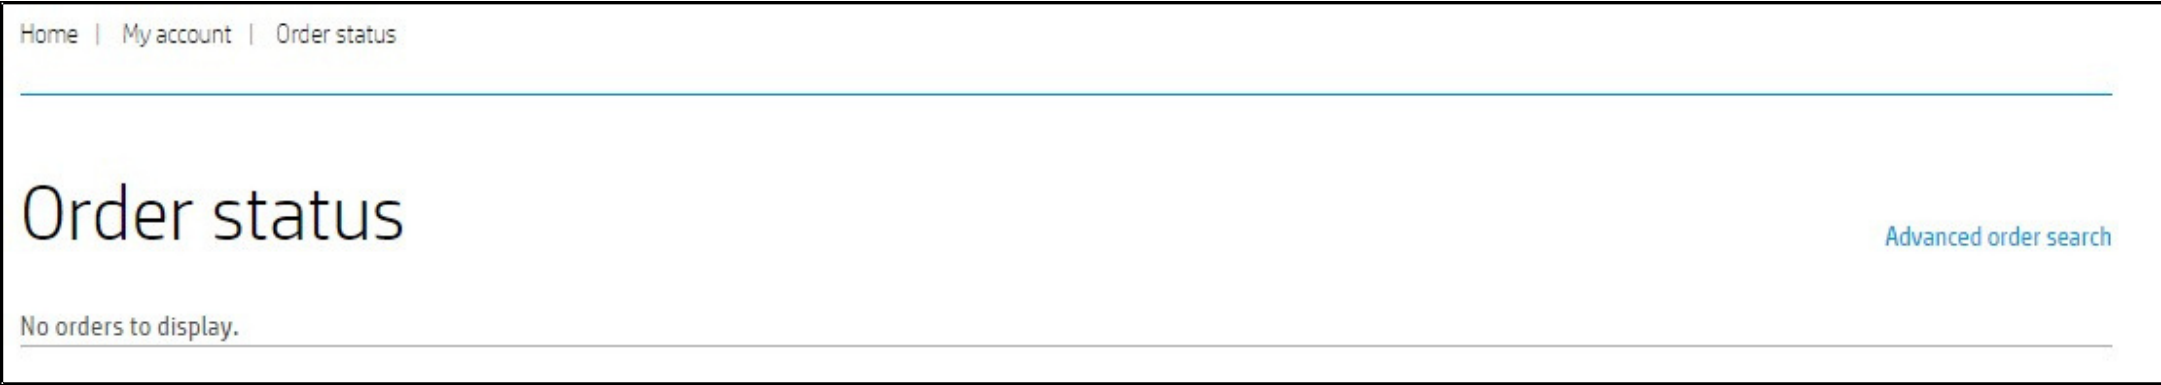 Home | My account | Order status
Order status
Advanced order search
No orders to display.